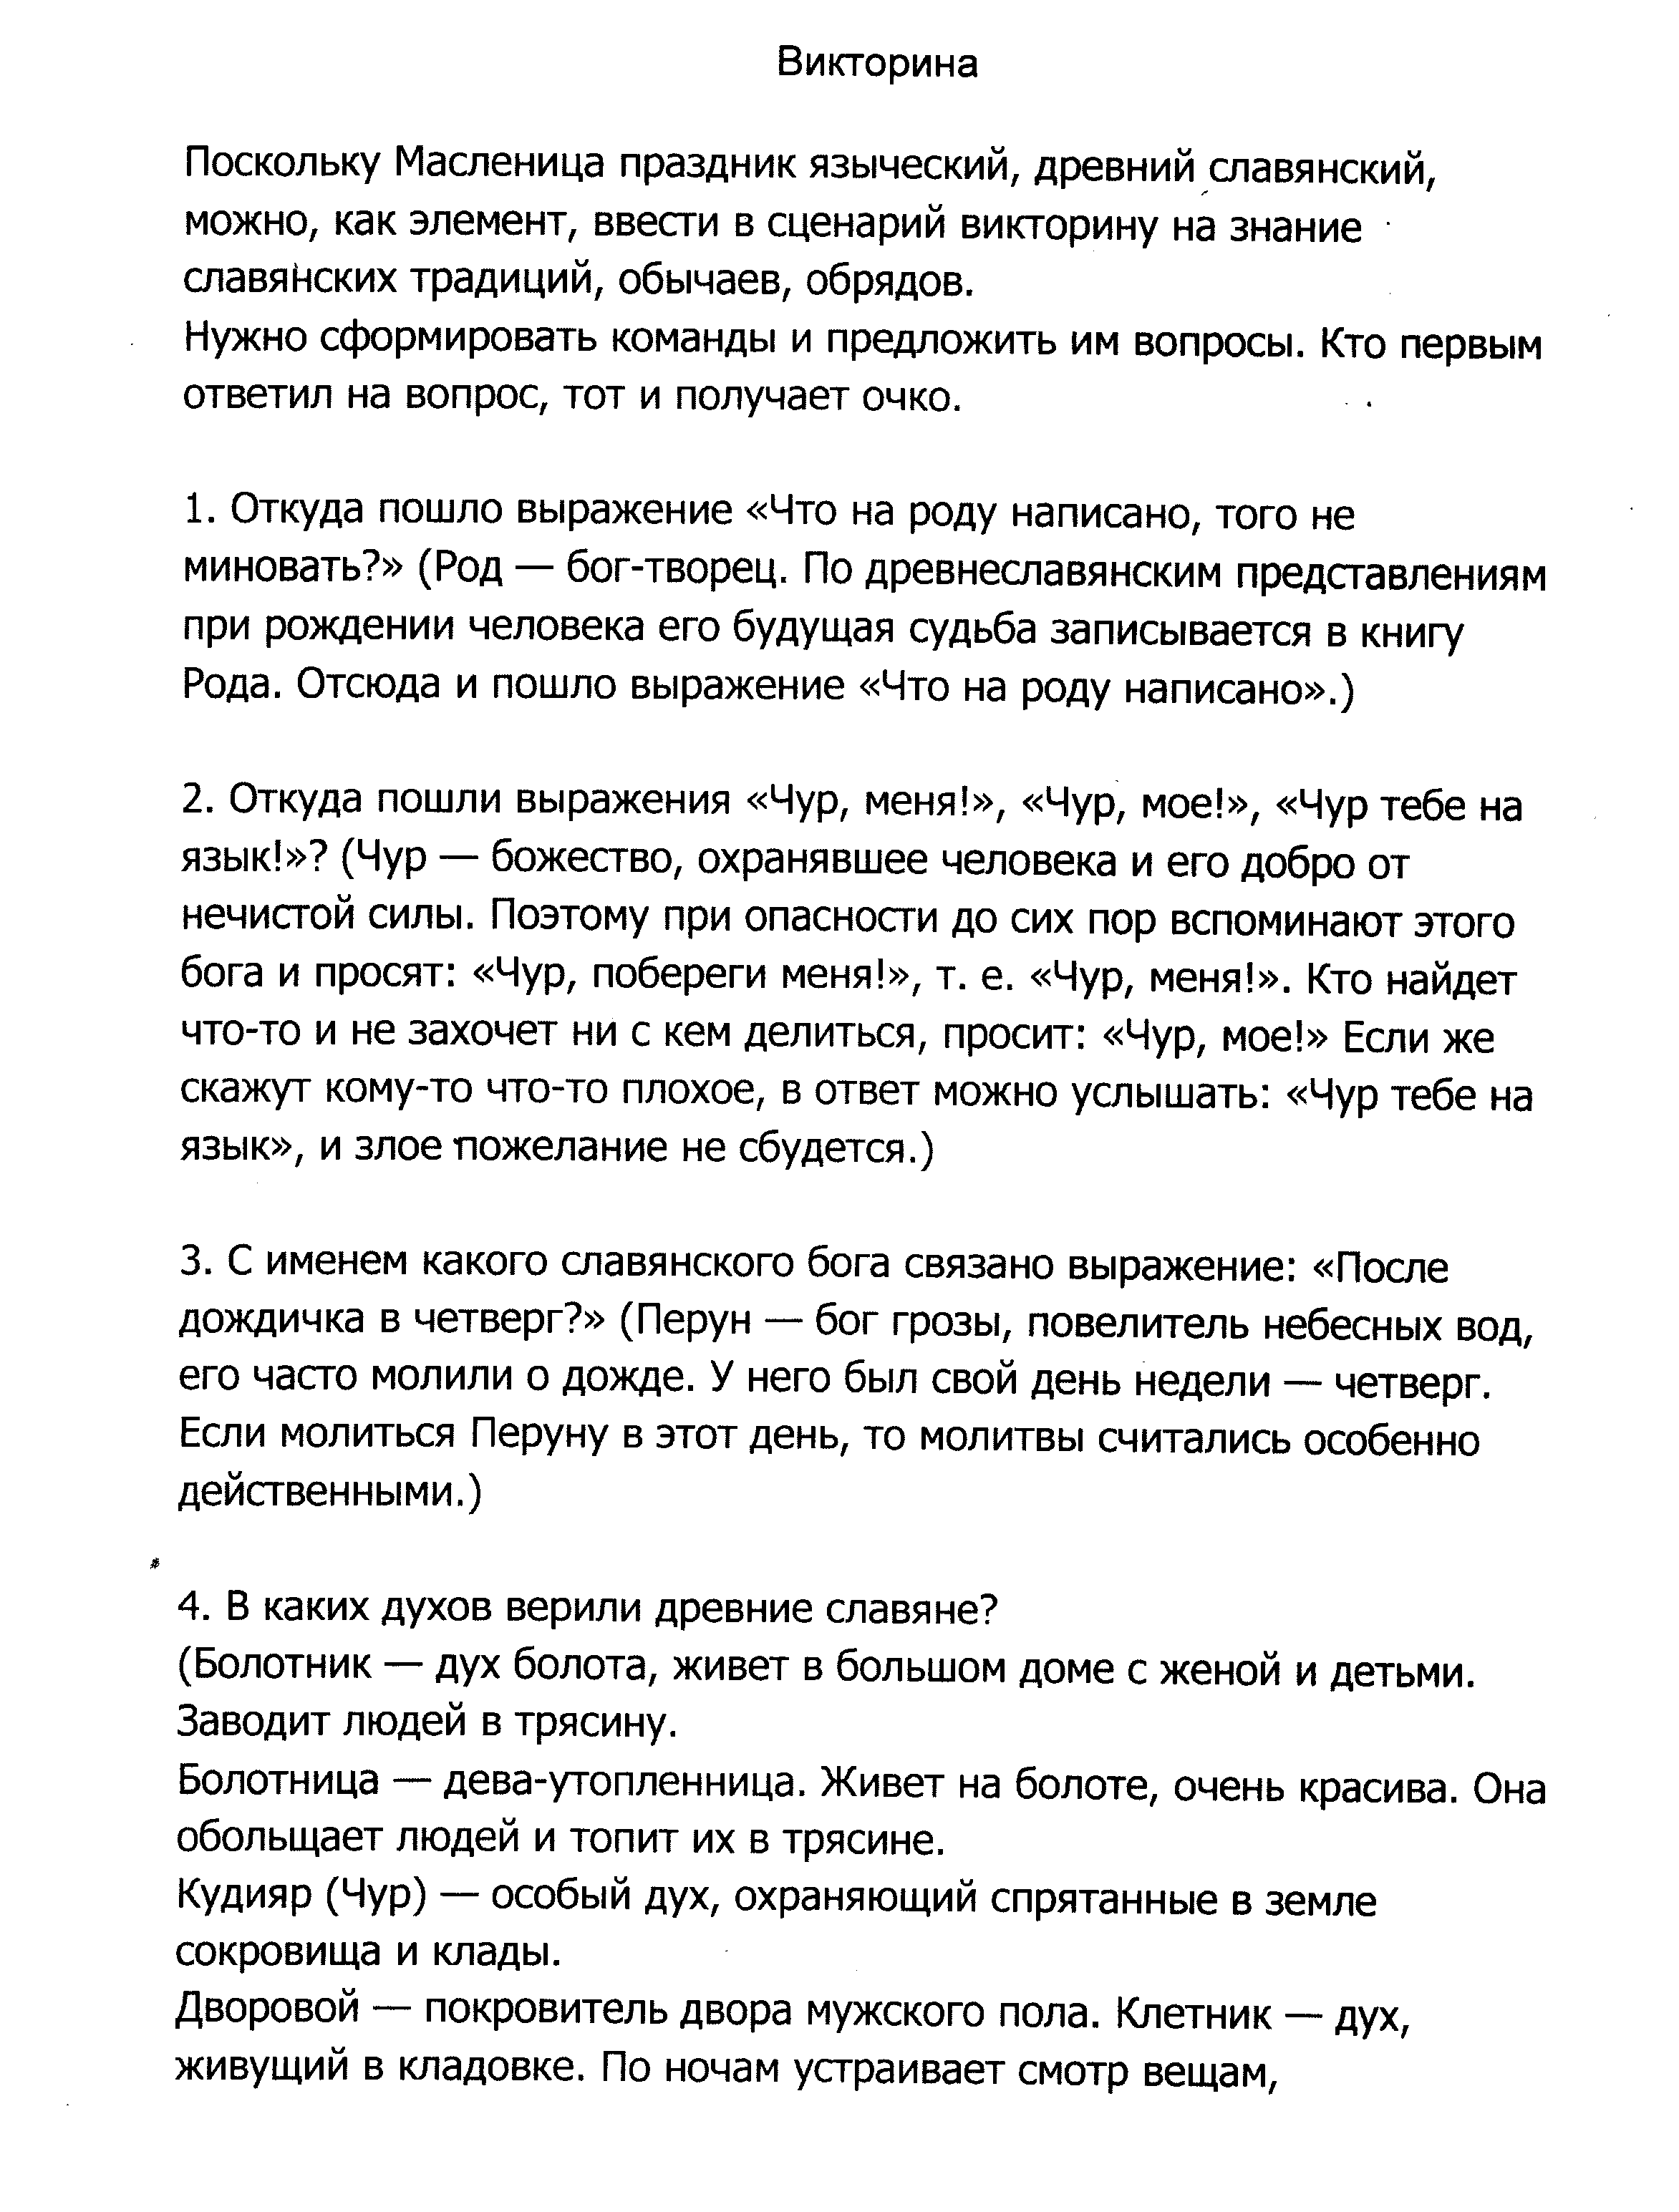 Викторина
Поскольку Масленица праздник языческий, древний славянский,
можно, как элемент, ввести в сценарий викторину на знание
славянских традиций, обычаев, обрядов.
Нужно сформировать команды и предложить им вопросы. Кто первым
ответил на вопрос, тот и получает очко.
1. Откуда пошло выражение «Что на роду написано, того не
миновать?» (Род — бог-творец. По древнеславянским представлениям
при рождении человека его будущая судьба записывается в книгу
Рода. Отсюда и пошло выражение «Что на роду написано».)
2. Откуда пошли выражения «Чур, меня!», «Чур, мое!», «Чур тебе на
язык!»? (Чур — божество, охранявшее человека и его добро от
нечистой силы. Поэтому при опасности до сих пор вспоминают этого
бога и просят: «Чур, побереги меня!», т. е. «Чур, меня!». Кто найдет
что-то и не захочет ни с кем делиться, просит: «Чур, мое!» Если же
скажут кому-то что-то плохое, в ответ можно услышать: «Чур тебе на
язык», и злое пожелание не сбудется.)
3. С именем какого славянского бога связано выражение: «После
дождичка в четверг?» (Перун — бог грозы, повелитель небесных вод,
его часто молили о дожде. У него был свой день недели — четверг.
Если молиться Перуну в этот день, то молитвы считались особенно
действенными.)
4. В каких духов верили древние славяне?
(Болотник — дух болота, живет в большом доме с женой и детьми.
Заводит людей в трясину.
Болотница — дева-утопленница. Живет на болоте, очень красива. Она
обольщает людей и топит их в трясине.
Кудияр (Чур) — особый дух, охраняющий спрятанные в земле
сокровища и клады.
Дворовой — покровитель двора мужского пола. Клетник — дух,
живущий в кладовке. По ночам устраивает смотр вещам,